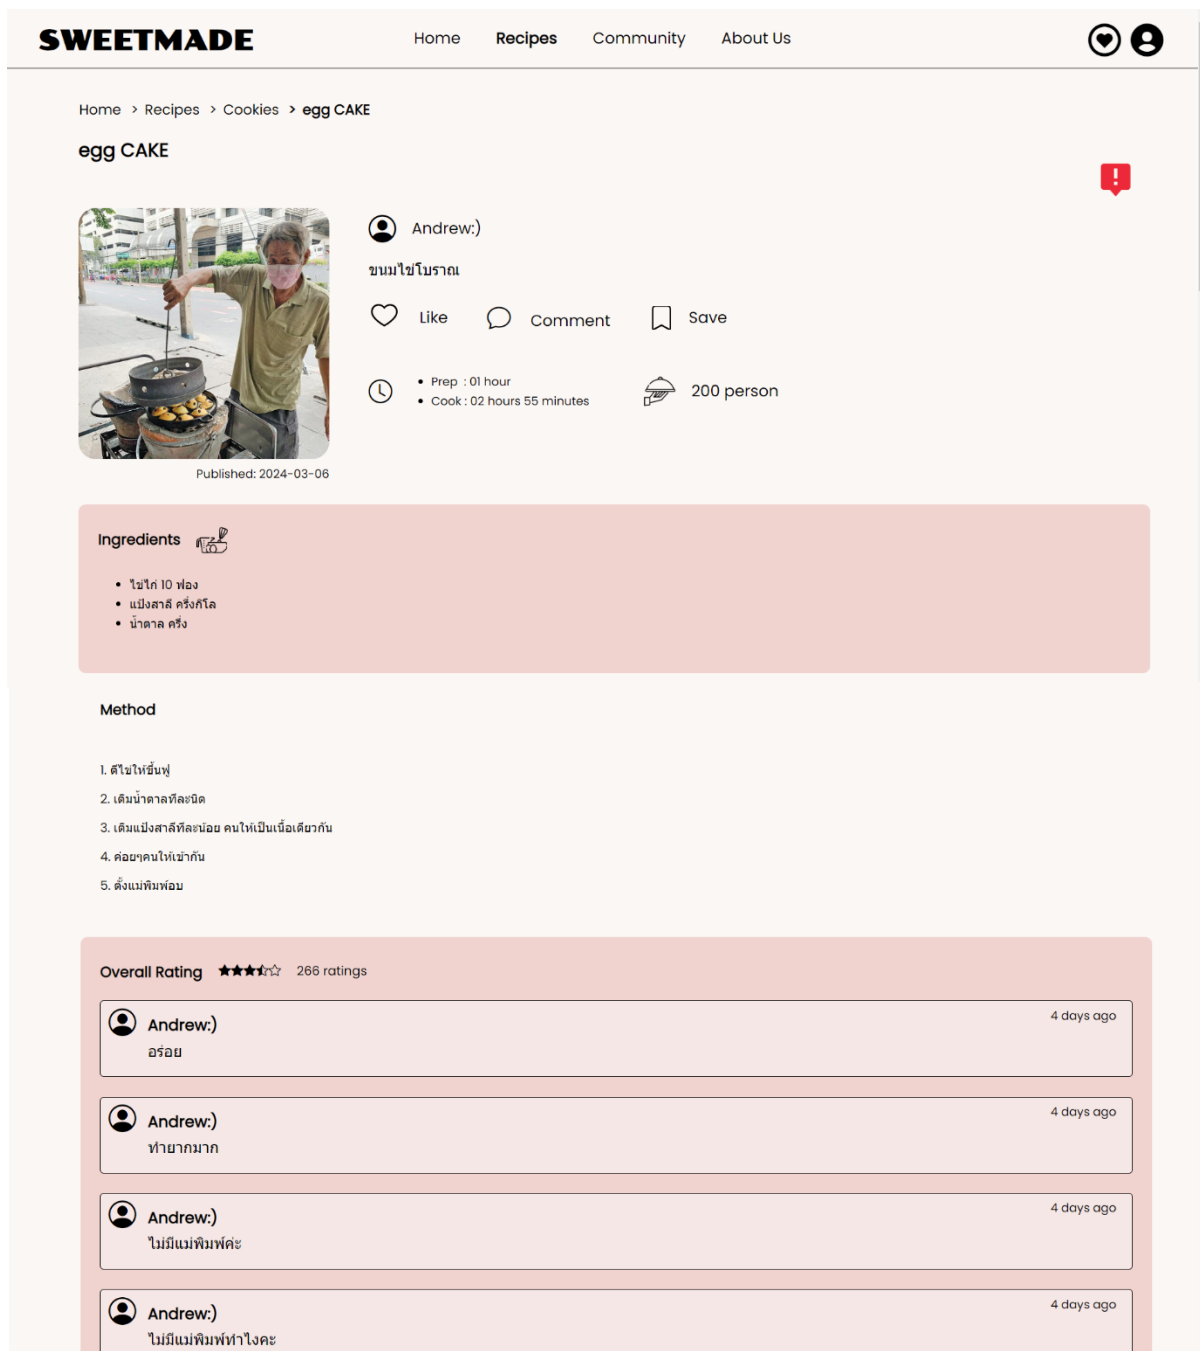 SWEETMADE
Home Recipes Community About Us
Home > Recipes > Cookies > egg CAKE
egg CAKE
Andrew:)
ขนมไข่โบราณ
Like Comment Save
Prep : 01 hour
Cook : 02 hours 55 minutes
200 person
Published: 2024-03-06
Ingredients
ไข่ไก่ 10 ฟอง
แป้งสาลี ครึ่งกิโล
น้ำตาล ครึ่ง
Method
1. ตีไข่ให้ขึ้นฟู
2. เติมน้ำตาลทีละนิด
3. เติมแป้งสาลีทีละน้อย คนให้เป็นเนื้อเดียวกัน
4. ค่อยๆคนให้เข้ากัน
5. ตั้งแม่พิมพ์อบ
Overall Rating 266 ratings
Andrew:) 4 days ago
อร่อย
Andrew:) 4 days ago
ทำยากมาก
Andrew:) 4 days ago
ไม่มีแม่พิมพ์ค่ะ
Andrew:) 4 days ago
ไม่มีแม่พิมพ์ทำไงคะ